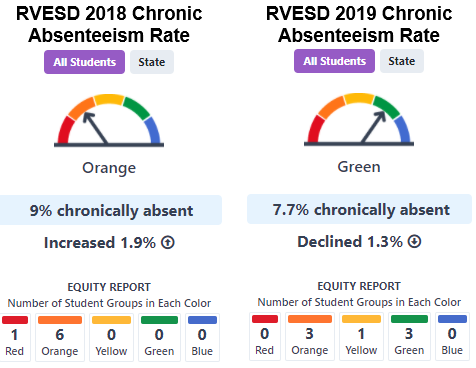 RVESD 2018 Chronic
Absenteeism Rate
All Students State
Orange
9% chronically absent
Increased 1.9%
EQUITY REPORT
Number of Student Groups in Each Color
1 6 0 0 0
Red Orange Yellow Green Blue
RVESD 2019 Chronic
Absenteeism Rate
All Students State
Green
7.7% chronically absent
Declined 1.3%
EQUITY REPORT
Number of Student Groups in Each Color
0 3 1 3 0
Red Orange Yellow Green Blue